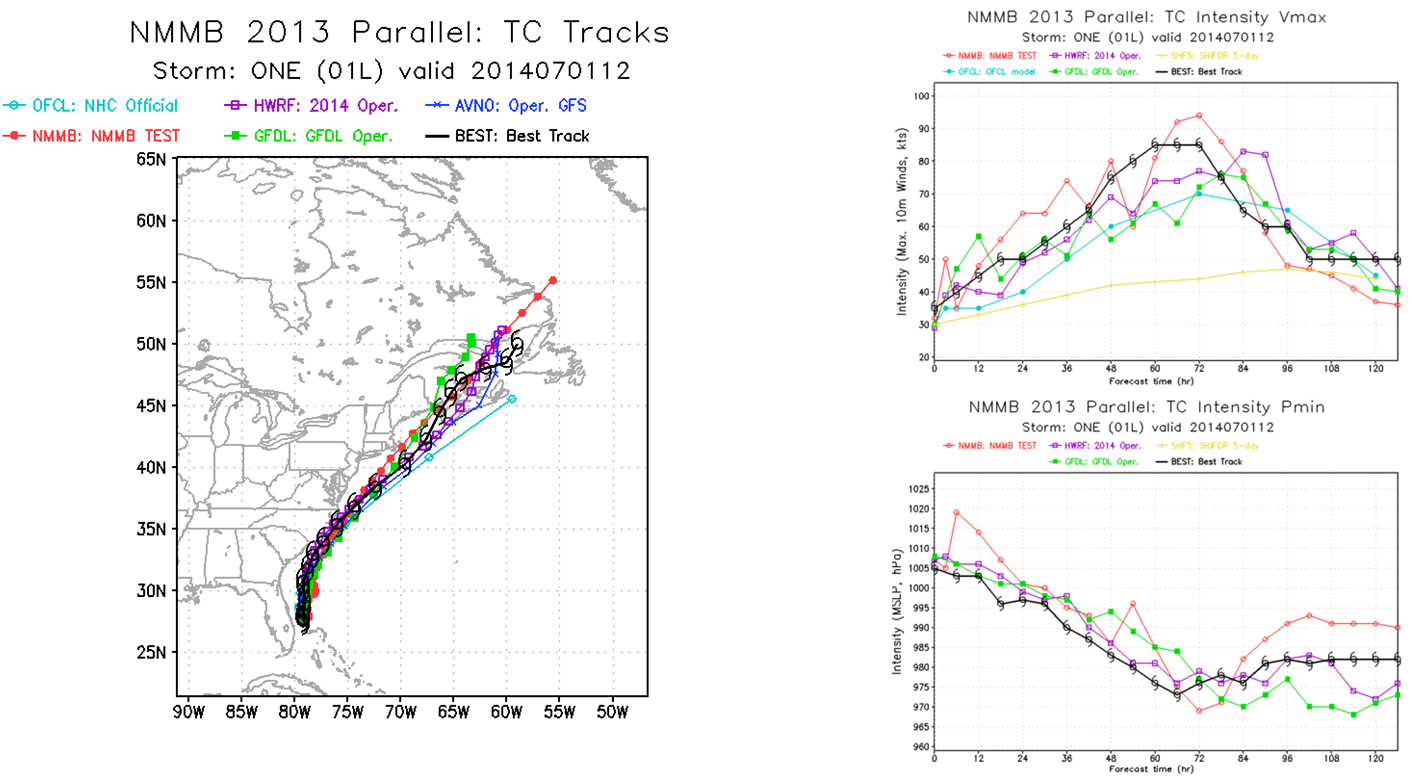 NMMB 2013 Parallel: TC Tracks
Storm: ONE (01L) valid 2014070112
OFCL: NHC Official HWRF: 2014 Oper. AVNO: Oper. GFS
NMMB: NMMB TEST GFDL: GFDL Oper. BEST: Best Track
65N
60N
55N
50N
45N
40N
35N
30N
25N
90W 85W 80W 75W 70W 65W 60W 55W 50W
NMMB 2013 Parallel: TC Intensity Vmax
Storm: ONE (01L) valid 2014070112
NMMB: NMMB TEST HWRF: 2014 Oper. SHF5: SHIFOR 5-day
OFCL: OFCL model GFDL: GFDL Oper. BEST: Best Track
Intensity (Max. 10m Winds, kts)
100
90
80
70
60
50
40
30
20
0 12 24 36 48 60 72 84 96 108 120
Forecast time (hr)
NMMB 2013 Parallel: TC Intensity Pmin
Storm: ONE (01L) valid 2014070112
NMMB: NMMB TEST HWRF: 2014 Oper. SHF5: SHIFOR 5-day
GFDL: GFDL Oper. BEST: Best Track
Intensity (MSLP, hPa)
1025
1020
1015
1010
1005
1000
995
990
985
980
975
970
965
960
0 12 24 36 48 60 72 84 96 108 120
Forecast time (hr)